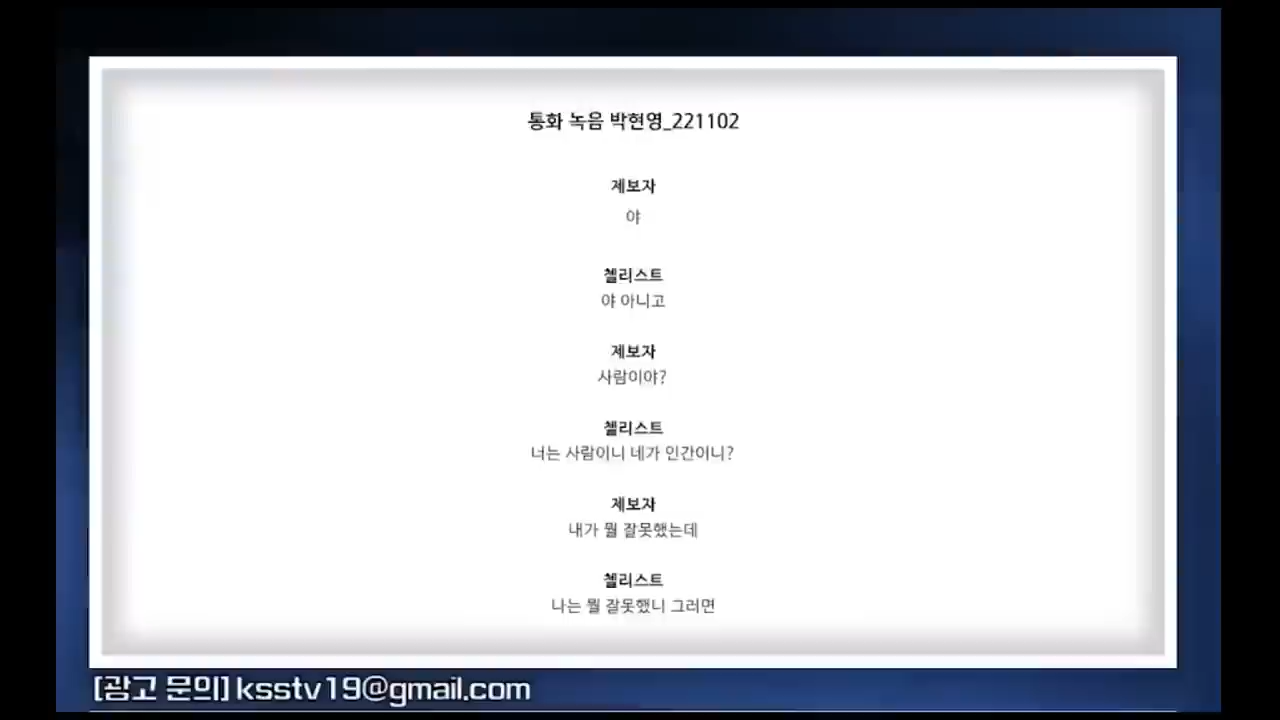 통화 녹음 박현영_221102
제보자
야
첼리스트
야 아니고
제보자
사람이야?
첼리스트
너는 사람이니 네가 인간이니?
제보자
내가 뭘 잘못했는데
첼리스트
나는 뭘 잘못했니 그러면
[광고 문의] ksstv19@gmail.com